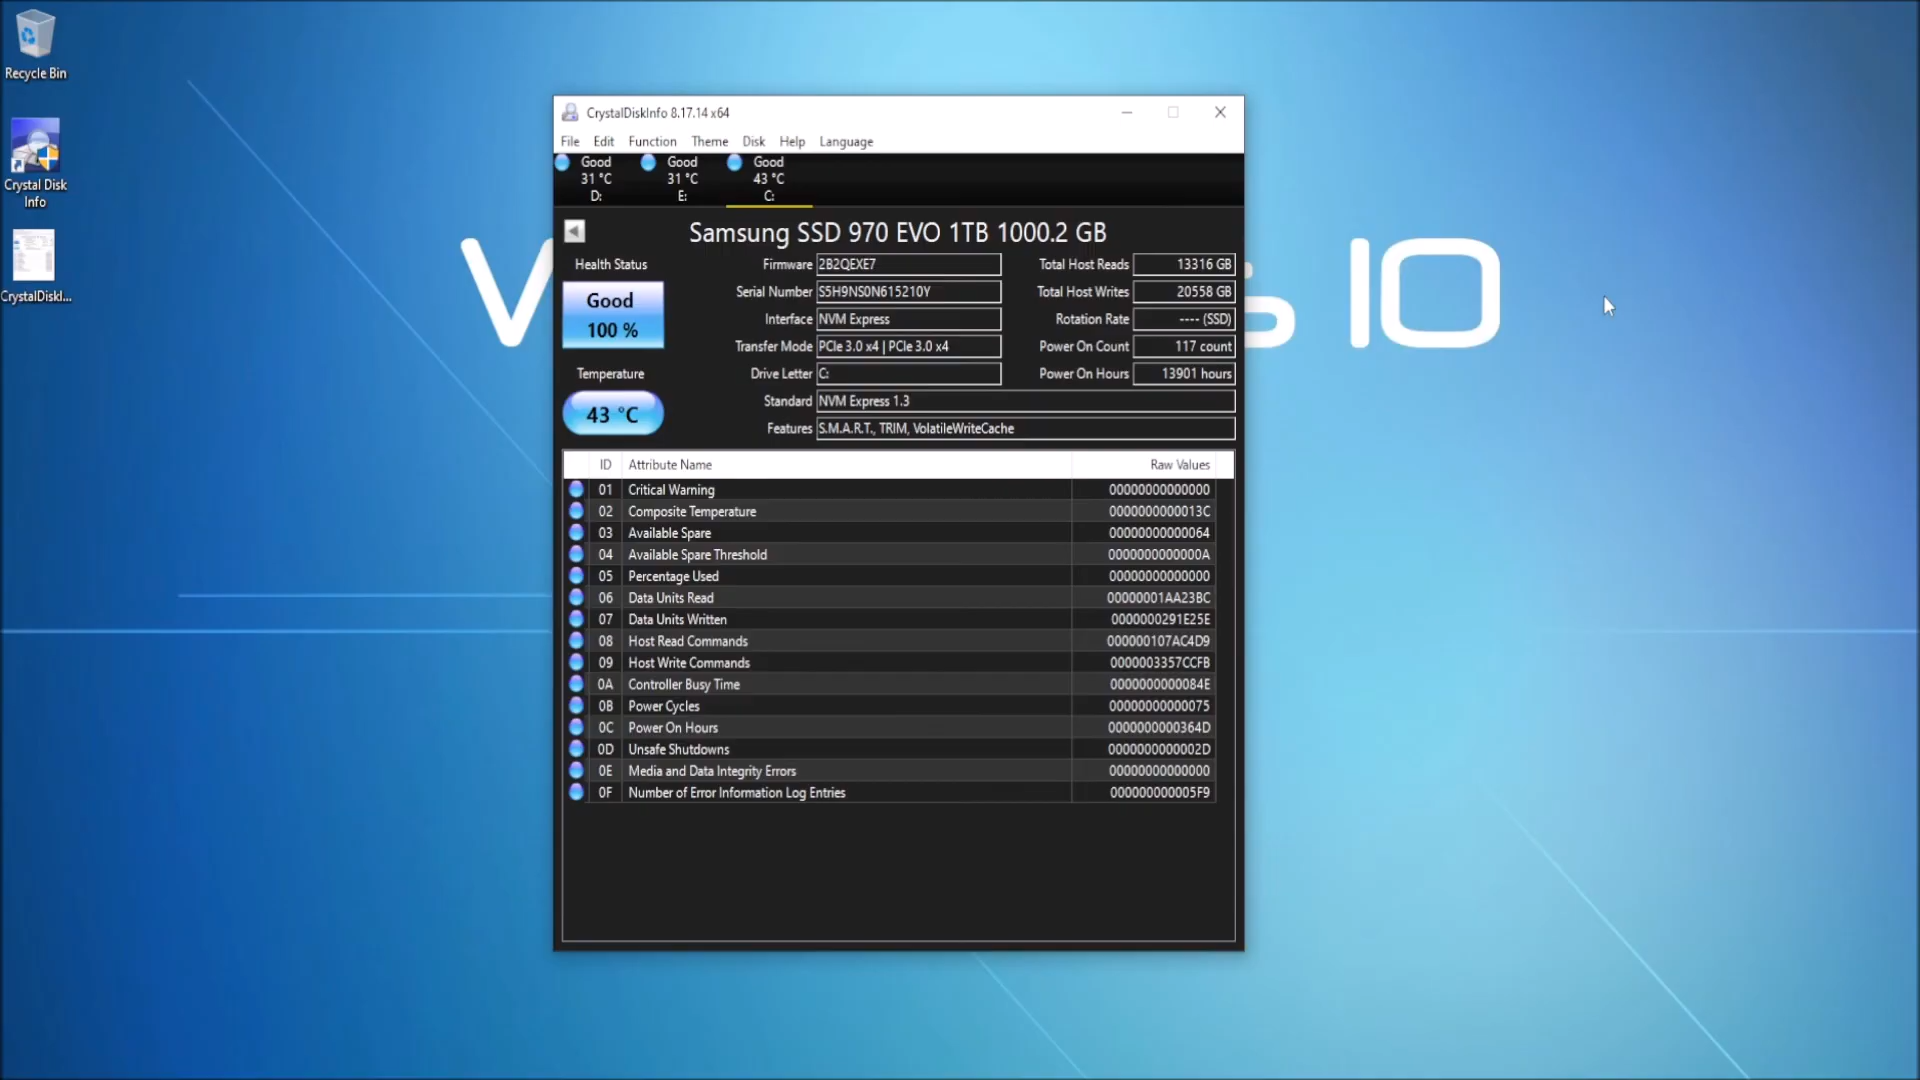 Recycle Bin
Crystal Disk
Info
CrystalDiskI...
CrystalDiskInfo 8.17.14 x64
File Edit Function Theme Disk Help Language
Good Good Good
31 °C 31 °C 43 °C
D: E: C:
Samsung SSD 970 EVO 1TB 1000.2 GB
Health Status
Good
100 %
Temperature
43 °C
Firmware 2B2QEXE7 Total Host Reads 13316 GB
Serial Number S5H9NS0N615210Y Total Host Writes 20558 GB
Interface NVM Express Rotation Rate ---- (SSD)
Transfer Mode PCIe 3.0 x4 | PCIe 3.0 x4 Power On Count 117 count
Drive Letter C: Power On Hours 13901 hours
Standard NVM Express 1.3
Features S.M.A.R.T., TRIM, VolatileWriteCache
ID Attribute Name Raw Values
01 Critical Warning 00000000000000
02 Composite Temperature 0000000000013C
03 Available Spare 00000000000064
04 Available Spare Threshold 0000000000000A
05 Percentage Used 00000000000000
06 Data Units Read 00000001AA23BC
07 Data Units Written 0000000291E25E
08 Host Read Commands 000000107AC4D9
09 Host Write Commands 0000003357CCFB
0A Controller Busy Time 0000000000084E
0B Power Cycles 00000000000075
0C Power On Hours 0000000000364D
0D Unsafe Shutdowns 0000000000002D
0E Media and Data Integrity Errors 00000000000000
0F Number of Error Information Log Entries 000000000005F9
10